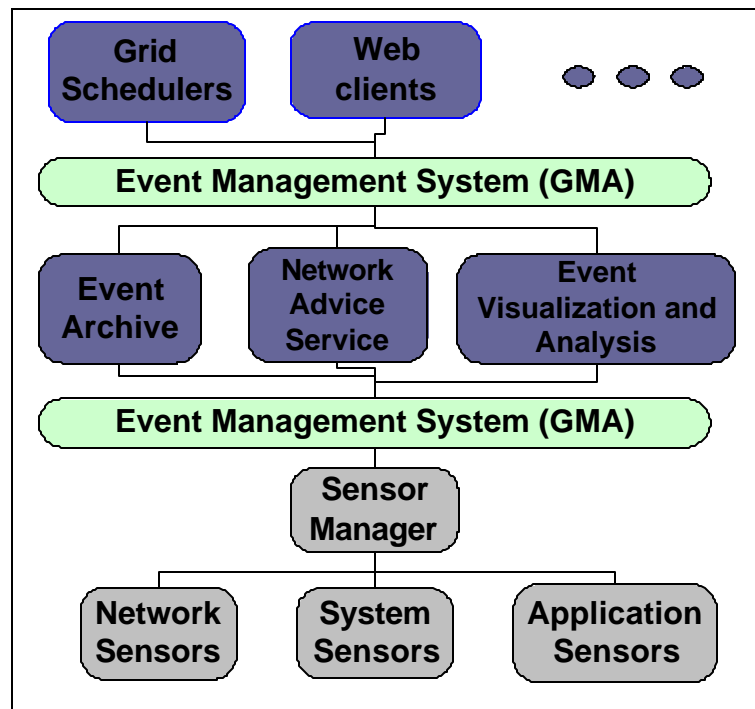 Grid
Schedulers
Web
clients
Event Management System (GMA)
Event
Archive
Network
Advice
Service
Event
Visualization and
Analysis
Event Management System (GMA)
Sensor
Manager
Network
Sensors
System
Sensors
Application
Sensors